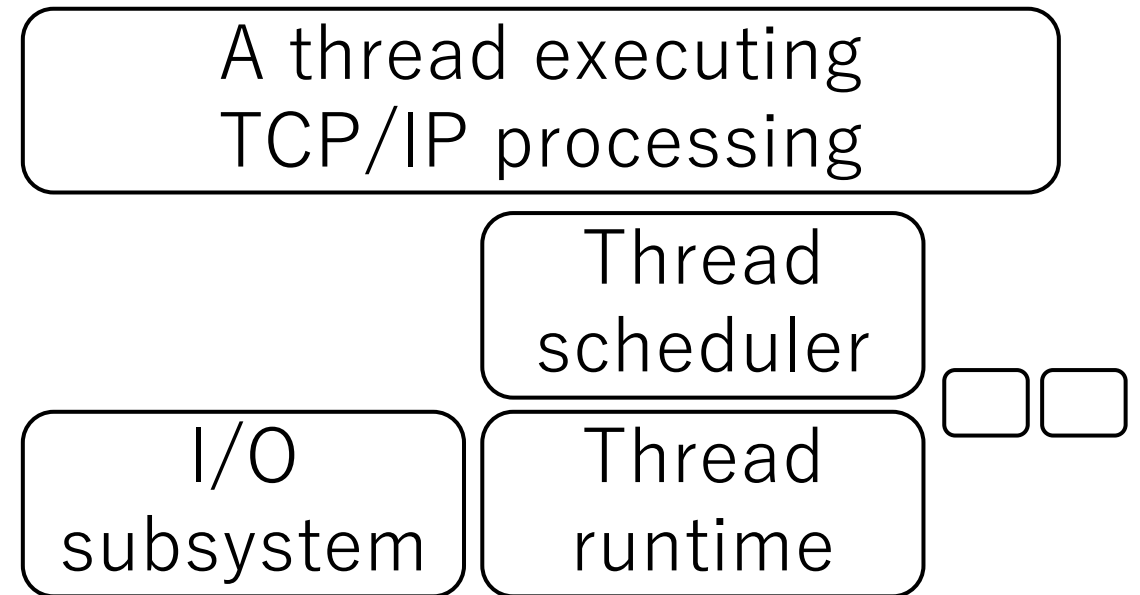 A thread executing
TCP/IP processing
Thread
scheduler
I/O
subsystem
Thread
runtime